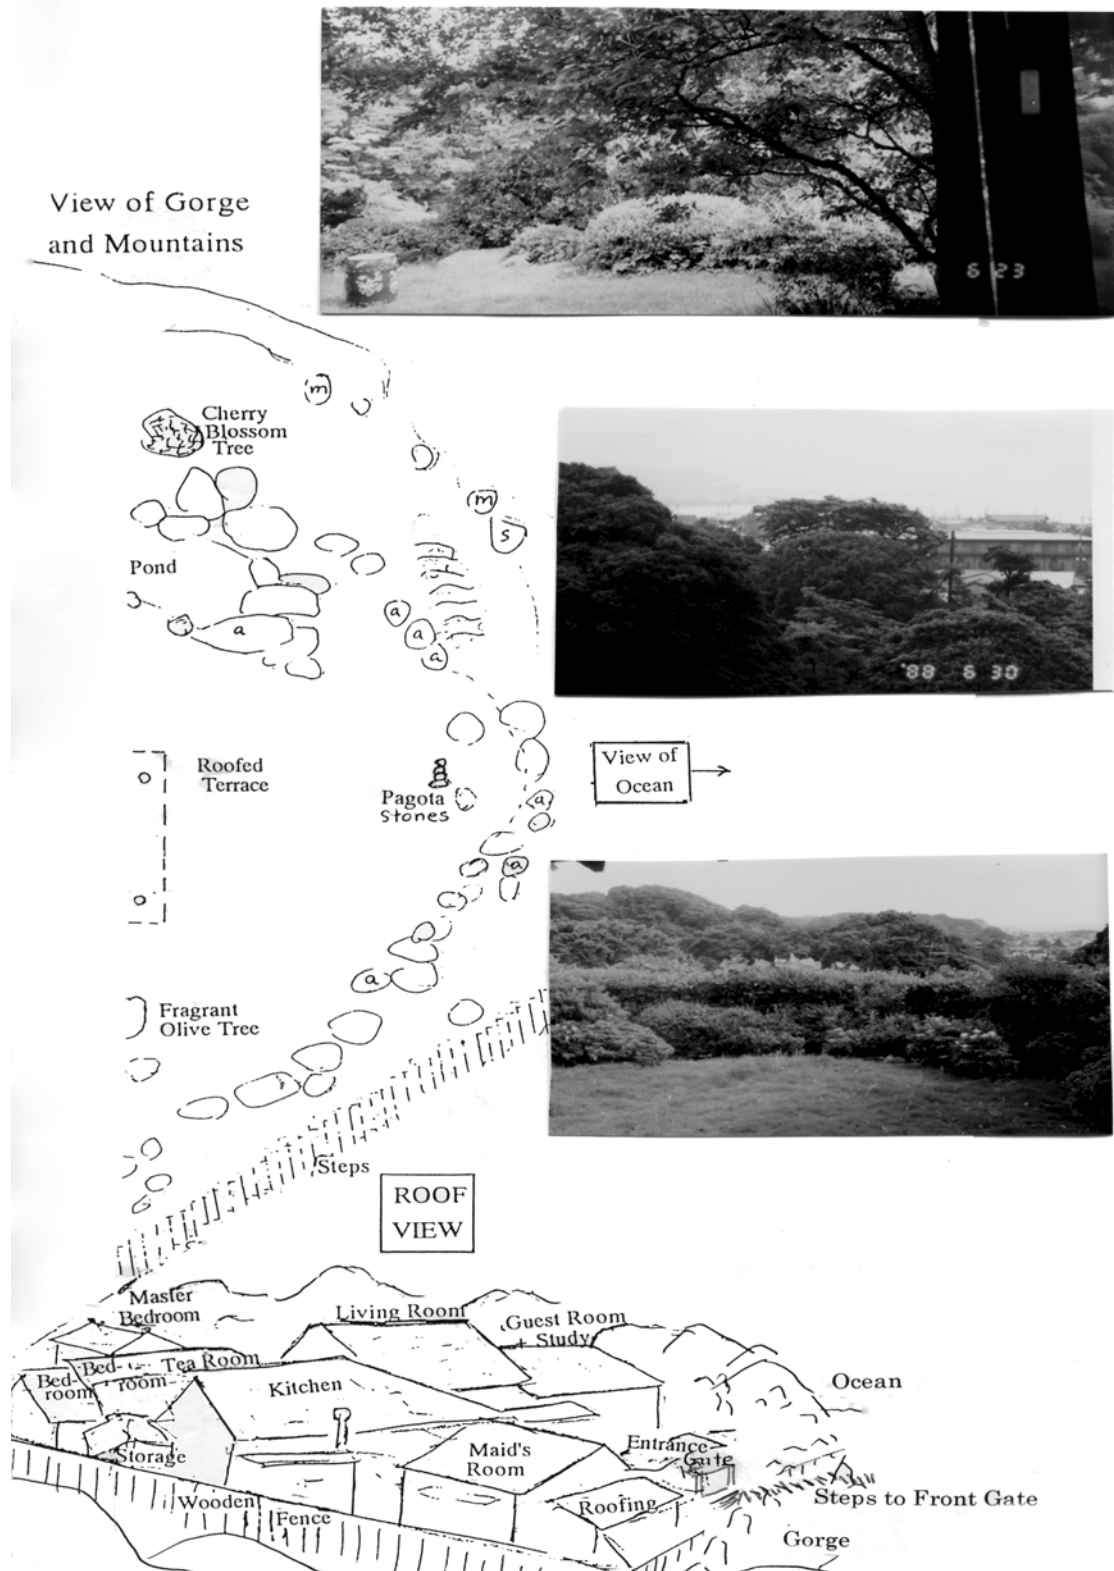 6 23
View of Gorge
and Mountains
m
Cherry
Blossom
Tree
m
s
Pond
a
a
a
a
'88 6 30
Roofed
Terrace
Pagota
Stones
View of
Ocean
a
a
a
Fragrant
Olive Tree
Steps
ROOF
VIEW
Master
Bedroom
Living Room
Guest Room
+ Study
Bed-
room
Bed-
room
Tea Room
Kitchen
Ocean
Storage
Maid's
Room
Entrance
Gate
Wooden
Fence
Roofing
Steps to Front Gate
Gorge